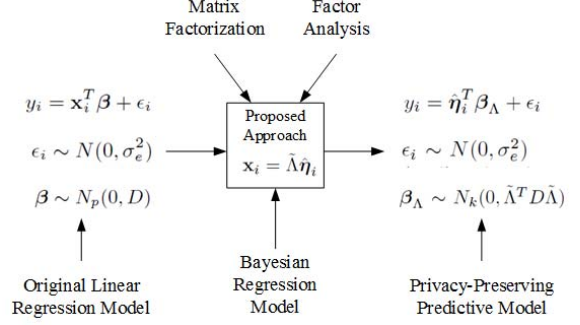 Matrix
Factorization
Factor
Analysis
yᵢ = xᵢᵀβ + ϵᵢ
ϵᵢ ∼ N(0, σₑ²)
β ∼ Nₚ(0, D)
Proposed
Approach
xᵢ = Λ̃η̂ᵢ
yᵢ = η̂ᵢᵀβ_Λ + ϵᵢ
ϵᵢ ∼ N(0, σₑ²)
β_Λ ∼ Nₖ(0, Λ̃ᵀDΛ̃)
Original Linear
Regression Model
Bayesian
Regression
Model
Privacy-Preserving
Predictive Model